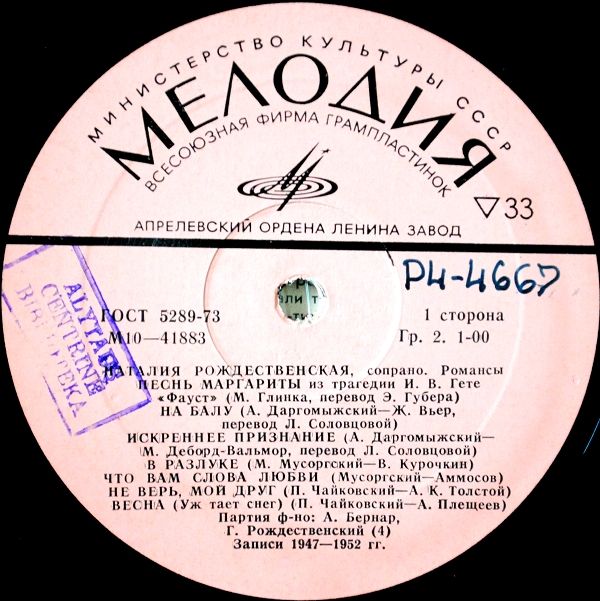 МИНИСТЕРСТВО КУЛЬТУРЫ СССР
МЕЛОДИЯ
ВСЕСОЮЗНАЯ ФИРМА ГРАМПЛАСТИНОК
33
АПРЕЛЕВСКИЙ ОРДЕНА ЛЕНИНА ЗАВОД
P4-4667
ALYTAUS
CENTRINĖ
BIBLIOTEKA
ГОСТ 5289-73
1 сторона
М10—41883
Гр. 2. 1-00
НАТАЛИЯ РОЖДЕСТВЕНСКАЯ, сопрано. Романсы
ПЕСНЬ МАРГАРИТЫ из трагедии И. В. Гете
«Фауст» (М. Глинка, перевод Э. Губера)
НА БАЛУ (А. Даргомыжский—Ж. Вьер,
перевод Л. Соловцовой)
ИСКРЕННЕЕ ПРИЗНАНИЕ (А. Даргомыжский—
М. Деборд-Вальмор, перевод Л. Соловцовой)
В РАЗЛУКЕ (М. Мусоргский—В. Курочкин)
ЧТО ВАМ СЛОВА ЛЮБВИ (Мусоргский—Аммосов)
НЕ ВЕРЬ, МОЙ ДРУГ (П. Чайковский—А. К. Толстой)
ВЕСНА (Уж тает снег) (П. Чайковский—А. Плещеев)
Партия ф-но: А. Бернар,
Г. Рождественский (4)
Записи 1947—1952 гг.